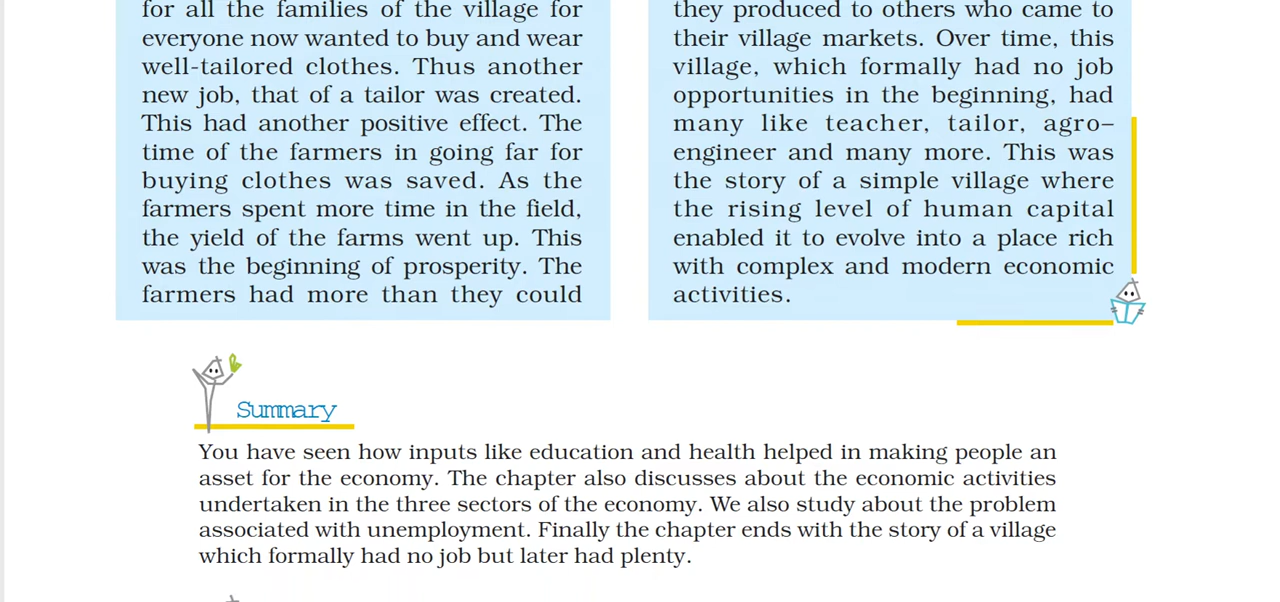 for all the families of the village for
everyone now wanted to buy and wear
well-tailored clothes. Thus another
new job, that of a tailor was created.
This had another positive effect. The
time of the farmers in going far for
buying clothes was saved. As the
farmers spent more time in the field,
the yield of the farms went up. This
was the beginning of prosperity. The
farmers had more than they could
they produced to others who came to
their village markets. Over time, this
village, which formally had no job
opportunities in the beginning, had
many like teacher, tailor, agro–
engineer and many more. This was
the story of a simple village where
the rising level of human capital
enabled it to evolve into a place rich
with complex and modern economic
activities.
Summary
You have seen how inputs like education and health helped in making people an
asset for the economy. The chapter also discusses about the economic activities
undertaken in the three sectors of the economy. We also study about the problem
associated with unemployment. Finally the chapter ends with the story of a village
which formally had no job but later had plenty.